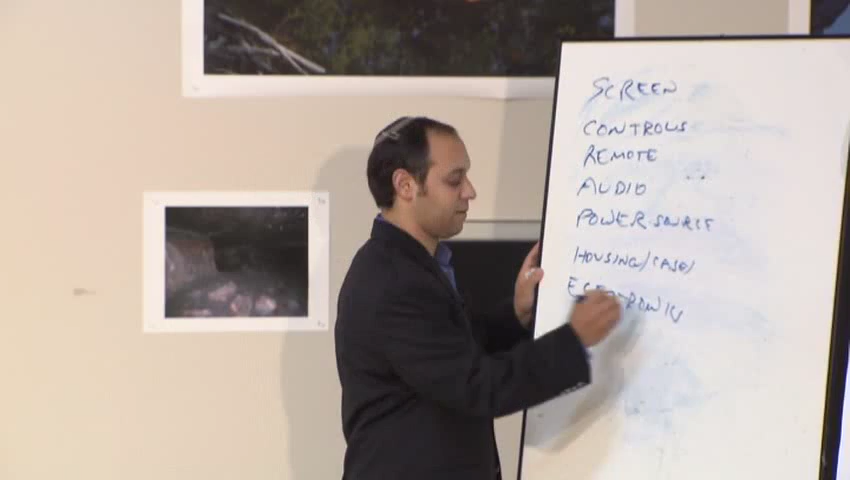 SCREEN
CONTROLS
REMOTE
AUDIO
POWER SOURCE
HOUSING/CASE/